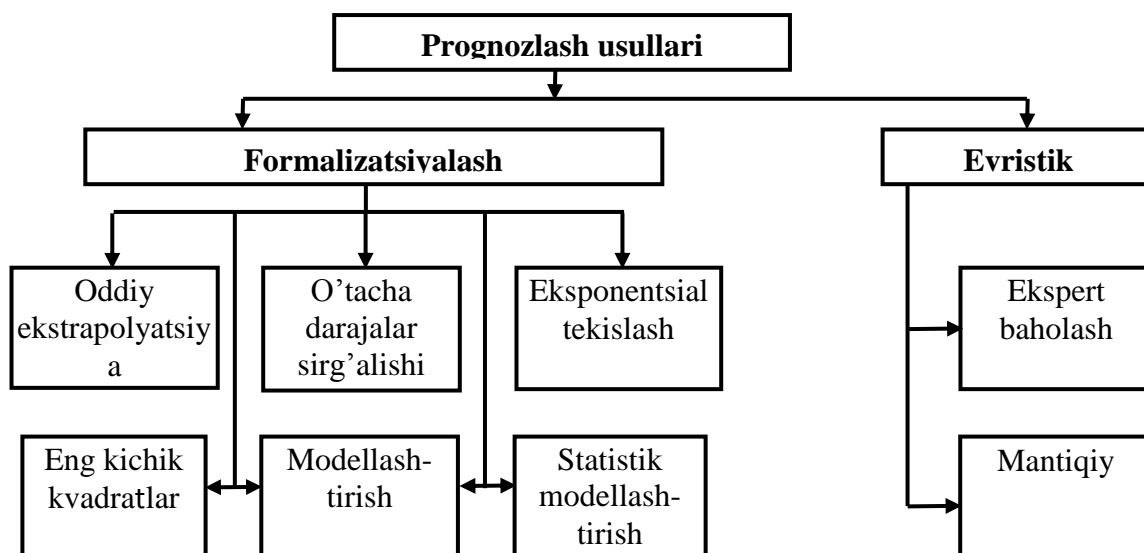 Prognozlash usullari
Formalizatsiyalash
Evristik
Oddiy
ekstrapolyatsiy
a
O’tacha
darajalar
sirg’alishi
Eksponentsial
tekislash
Ekspert
baholash
Eng kichik
kvadratlar
Modellash-
tirish
Statistik
modellash-
tirish
Mantiqiy